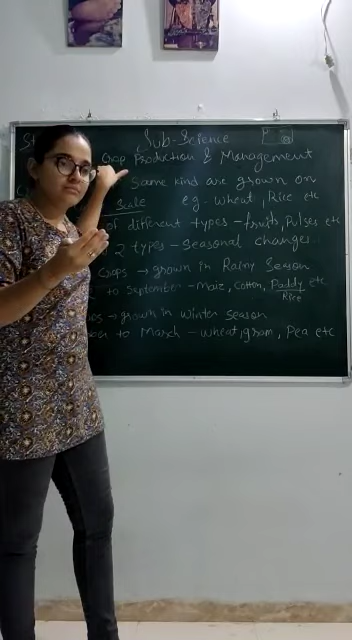 St Sub-Science P
Crop Production & Management
Same kind are grown on
Scale eg. wheat, Rice etc
of different types - fruits, Pulses etc
2 types - Seasonal changes.
Crops → grown in Rainy Season
to September - Maiz, Cotton, Paddy etc
Rice
→ grown in winter season
to March - wheat, gram, Pea etc